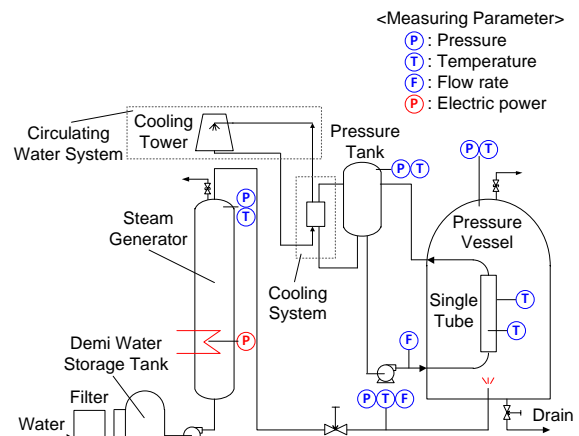 <Measuring Parameter>
P : Pressure
T : Temperature
F : Flow rate
P : Electric power
Circulating
Water System
Cooling
Tower
Pressure
Tank
P T
P T
P
T
Steam
Generator
Pressure
Vessel
Cooling
System
Single
Tube
T
T
P
F
Demi Water
Storage Tank
Filter
Water
P T F
Drain